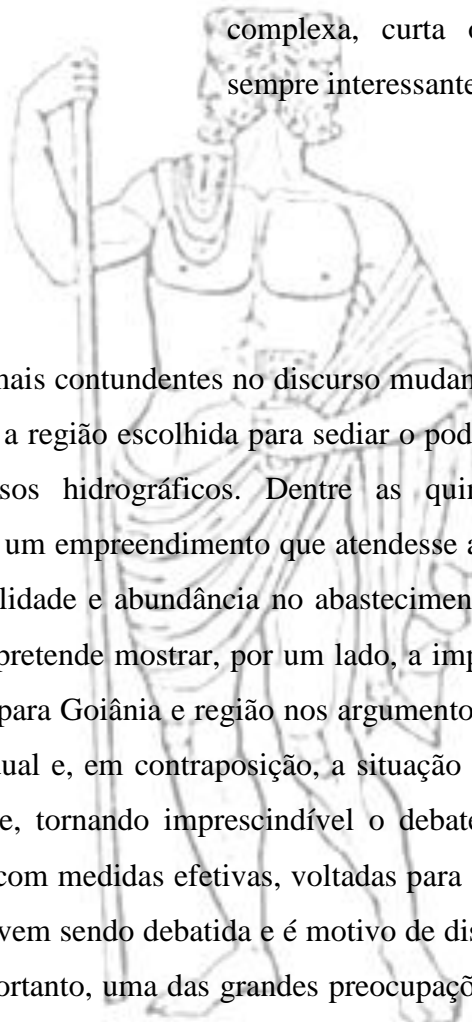 complexa, curta o
sempre interessante
mais contundentes no discurso mudan
a região escolhida para sediar o pod
sos hidrográficos. Dentre as qui
um empreendimento que atendesse a
lidade e abundância no abastecimen
pretende mostrar, por um lado, a imp
para Goiânia e região nos argumento
ual e, em contraposição, a situação
e, tornando imprescindível o debate
com medidas efetivas, voltadas para
vem sendo debatida e é motivo de dis
ortanto, uma das grandes preocupaçõ